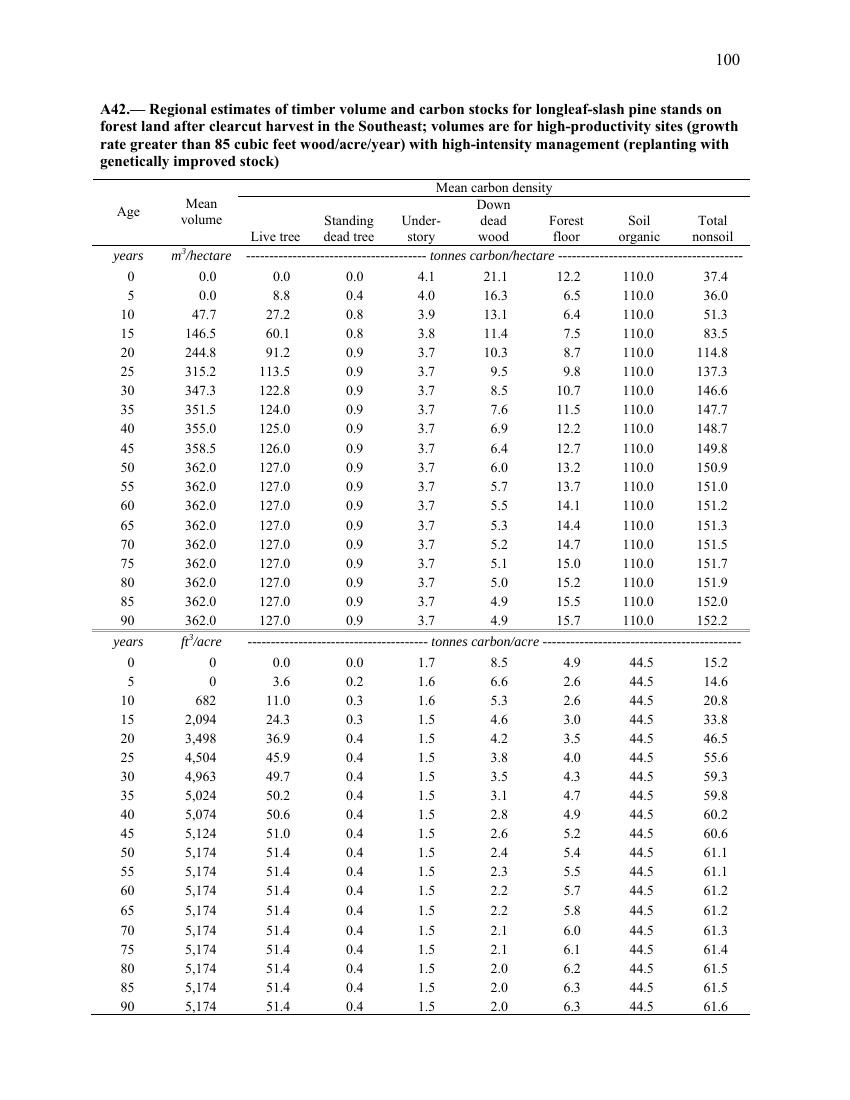 100
A42.— Regional estimates of timber volume and carbon stocks for longleaf-slash pine stands on
forest land after clearcut harvest in the Southeast; volumes are for high-productivity sites (growth
rate greater than 85 cubic feet wood/acre/year) with high-intensity management (replanting with
genetically improved stock)
Mean carbon density
Age Mean volume Live tree Standing dead tree Under-story Down dead wood Forest floor Soil organic Total nonsoil
years m³/hectare ---------------------------------------- tonnes carbon/hectare ----------------------------------------
0 0.0 0.0 0.0 4.1 21.1 12.2 110.0 37.4
5 0.0 8.8 0.4 4.0 16.3 6.5 110.0 36.0
10 47.7 27.2 0.8 3.9 13.1 6.4 110.0 51.3
15 146.5 60.1 0.8 3.8 11.4 7.5 110.0 83.5
20 244.8 91.2 0.9 3.7 10.3 8.7 110.0 114.8
25 315.2 113.5 0.9 3.7 9.5 9.8 110.0 137.3
30 347.3 122.8 0.9 3.7 8.5 10.7 110.0 146.6
35 351.5 124.0 0.9 3.7 7.6 11.5 110.0 147.7
40 355.0 125.0 0.9 3.7 6.9 12.2 110.0 148.7
45 358.5 126.0 0.9 3.7 6.4 12.7 110.0 149.8
50 362.0 127.0 0.9 3.7 6.0 13.2 110.0 150.9
55 362.0 127.0 0.9 3.7 5.7 13.7 110.0 151.0
60 362.0 127.0 0.9 3.7 5.5 14.1 110.0 151.2
65 362.0 127.0 0.9 3.7 5.3 14.4 110.0 151.3
70 362.0 127.0 0.9 3.7 5.2 14.7 110.0 151.5
75 362.0 127.0 0.9 3.7 5.1 15.0 110.0 151.7
80 362.0 127.0 0.9 3.7 5.0 15.2 110.0 151.9
85 362.0 127.0 0.9 3.7 4.9 15.5 110.0 152.0
90 362.0 127.0 0.9 3.7 4.9 15.7 110.0 152.2
years ft³/acre ---------------------------------------- tonnes carbon/acre ----------------------------------------
0 0 0.0 0.0 1.7 8.5 4.9 44.5 15.2
5 0 3.6 0.2 1.6 6.6 2.6 44.5 14.6
10 682 11.0 0.3 1.6 5.3 2.6 44.5 20.8
15 2,094 24.3 0.3 1.5 4.6 3.0 44.5 33.8
20 3,498 36.9 0.4 1.5 4.2 3.5 44.5 46.5
25 4,504 45.9 0.4 1.5 3.8 4.0 44.5 55.6
30 4,963 49.7 0.4 1.5 3.5 4.3 44.5 59.3
35 5,024 50.2 0.4 1.5 3.1 4.7 44.5 59.8
40 5,074 50.6 0.4 1.5 2.8 4.9 44.5 60.2
45 5,124 51.0 0.4 1.5 2.6 5.2 44.5 60.6
50 5,174 51.4 0.4 1.5 2.4 5.4 44.5 61.1
55 5,174 51.4 0.4 1.5 2.3 5.5 44.5 61.1
60 5,174 51.4 0.4 1.5 2.2 5.7 44.5 61.2
65 5,174 51.4 0.4 1.5 2.2 5.8 44.5 61.2
70 5,174 51.4 0.4 1.5 2.1 6.0 44.5 61.3
75 5,174 51.4 0.4 1.5 2.1 6.1 44.5 61.4
80 5,174 51.4 0.4 1.5 2.0 6.2 44.5 61.5
85 5,174 51.4 0.4 1.5 2.0 6.3 44.5 61.5
90 5,174 51.4 0.4 1.5 2.0 6.3 44.5 61.6